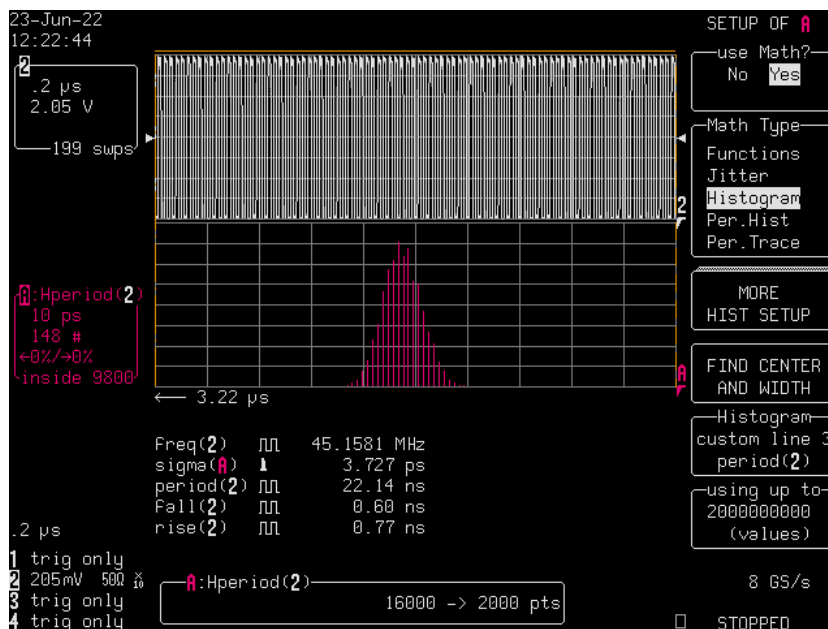 23-Jun-22
12:22:44
2
.2 µs
2.05 V
199 swps
2
A:Hperiod(2)
10 ps
148 #
←0%/→0%
inside 9800
A
← 3.22 µs
Freq(2) 45.1581 MHz
sigma(A) 3.727 ps
period(2) 22.14 ns
Fall(2) 0.60 ns
rise(2) 0.77 ns
.2 µs
1 trig only
2 205mV 50Ω X10
3 trig only
4 trig only
A:Hperiod(2)
16000 -> 2000 pts
SETUP OF A
use Math?
No Yes
Math Type
Functions
Jitter
Histogram
Per.Hist
Per.Trace
MORE
HIST SETUP
FIND CENTER
AND WIDTH
Histogram
custom line 3
period(2)
using up to
2000000000
(values)
8 GS/s
STOPPED